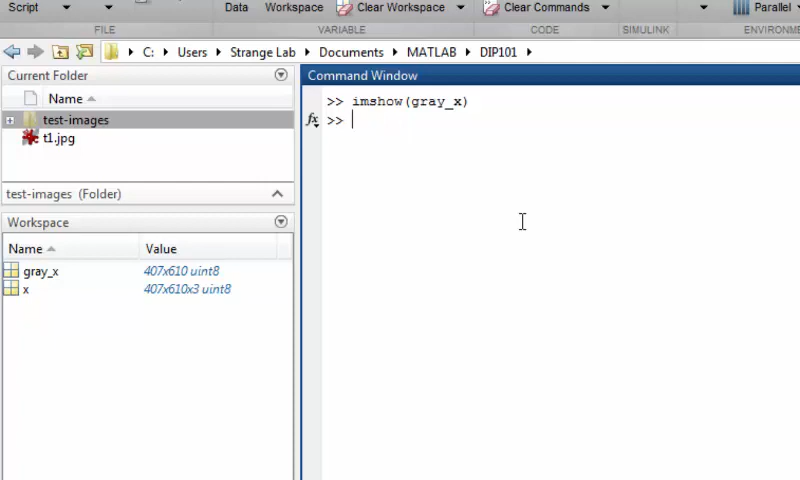 Script Data Workspace Clear Workspace Clear Commands Parallel
FILE VARIABLE CODE SIMULINK ENVIRONME
C: Users Strange Lab Documents MATLAB DIP101
Current Folder
Name
test-images
t1.jpg
test-images (Folder)
Workspace
Name Value
gray_x 407x610 uint8
x 407x610x3 uint8
Command Window
>> imshow(gray_x)
fx >>